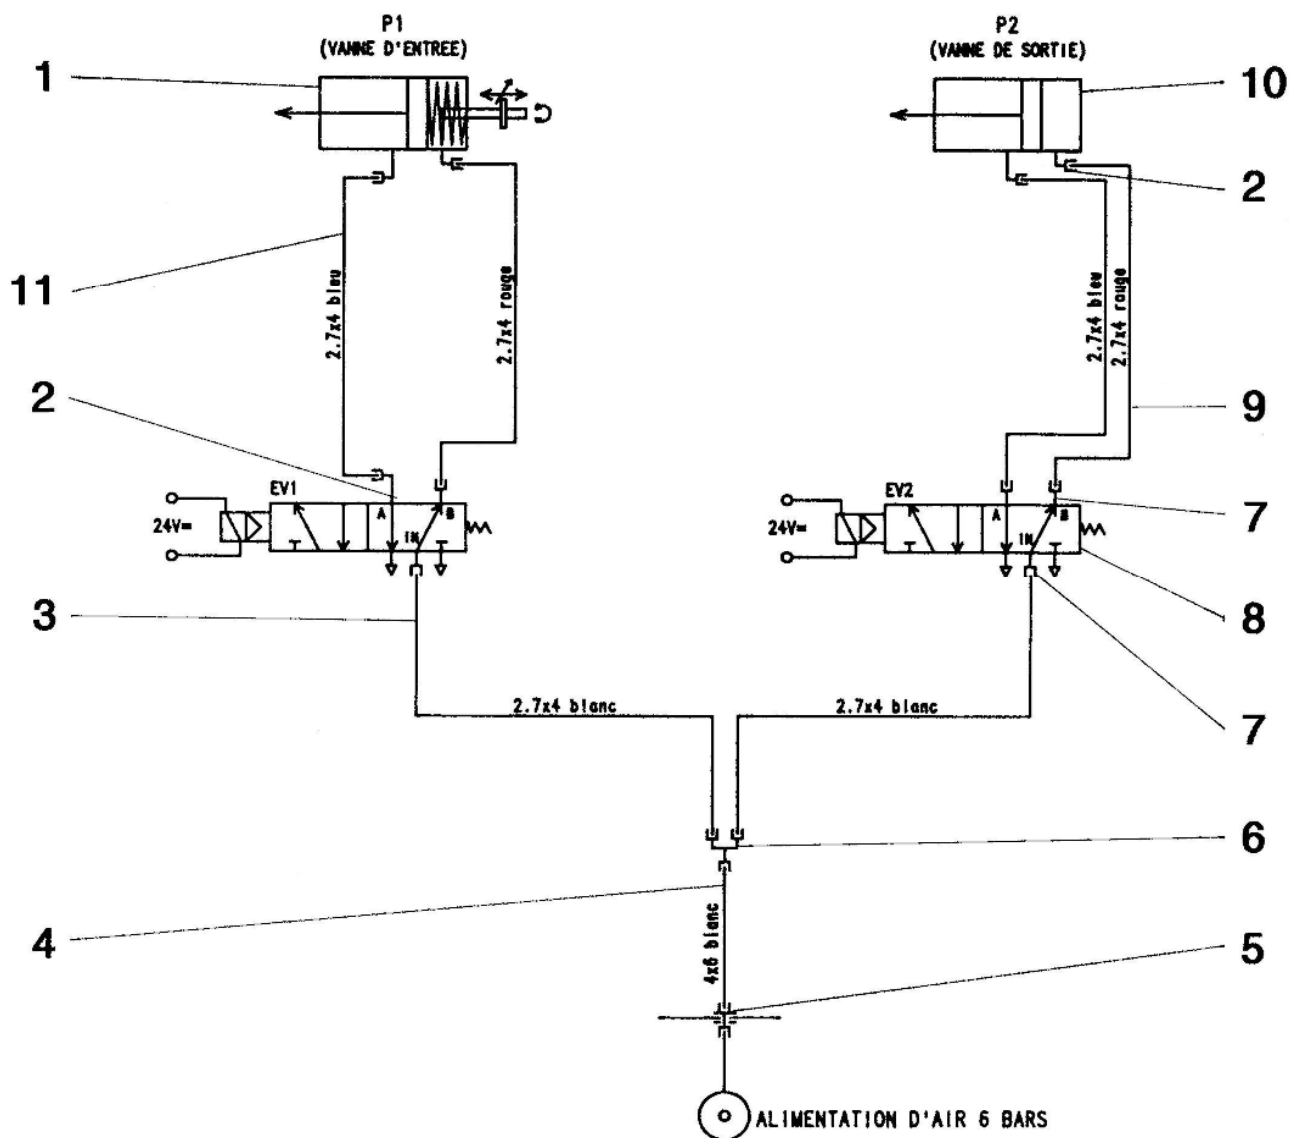 P1
(VANNE D'ENTREE)
P2
(VANNE DE SORTIE)
1
10
2
11
2.7x4 bleu
2.7x4 rouge
2.7x4 bleu
2.7x4 rouge
2
9
EV1
A
B
IN
24V=
EV2
A
B
IN
24V=
7
3
8
2.7x4 blanc
2.7x4 blanc
7
6
4
4x6 blanc
5
ALIMENTATION D'AIR 6 BARS